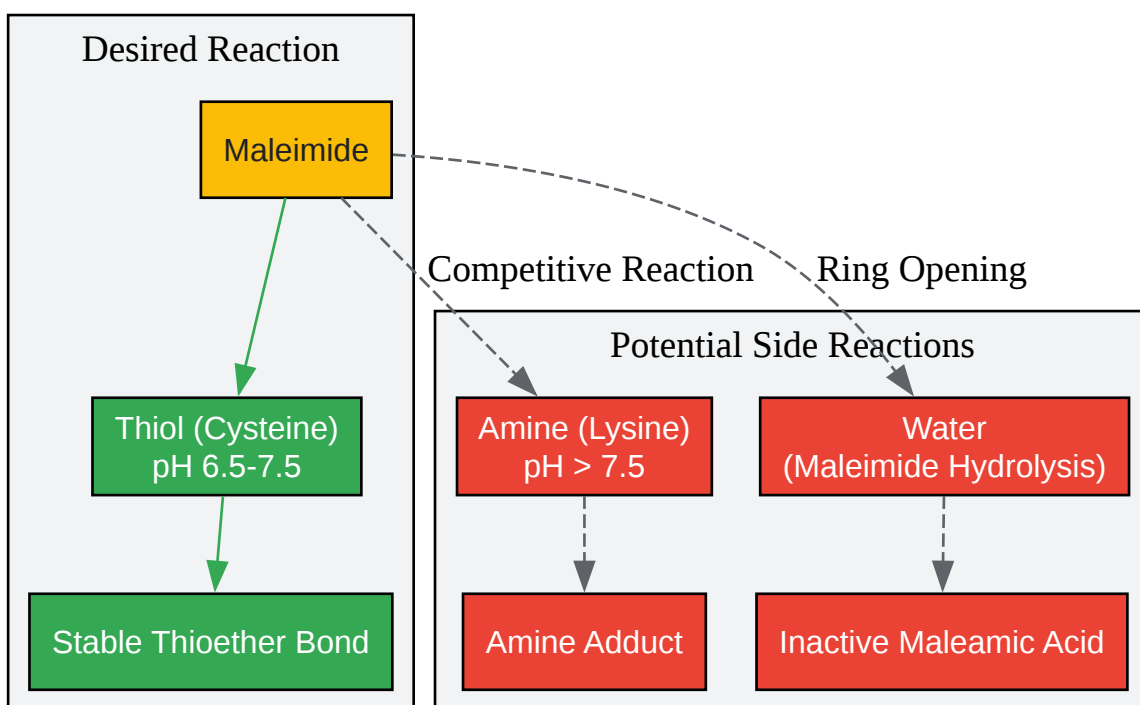 Desired Reaction
Maleimide
Competitive Reaction
Ring Opening
Potential Side Reactions
Thiol (Cysteine)
pH 6.5-7.5
Amine (Lysine)
pH > 7.5
Water
(Maleimide Hydrolysis)
Stable Thioether Bond
Amine Adduct
Inactive Maleamic Acid